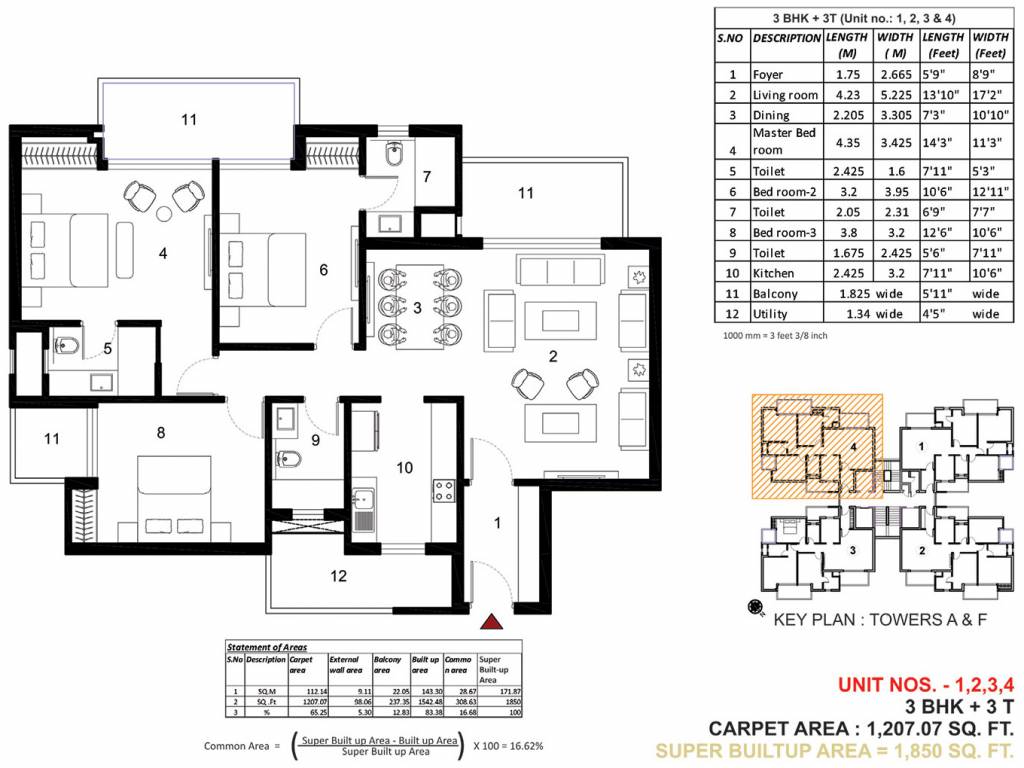 3 BHK + 3T (Unit no.: 1, 2, 3 & 4)
S.NO DESCRIPTION LENGTH (M) WIDTH ( M) LENGTH (Feet) WIDTH (Feet)
1 Foyer 1.75 2.665 5'9" 8'9"
2 Living room 4.23 5.225 13'10" 17'2"
3 Dining 2.205 3.305 7'3" 10'10"
4 Master Bed room 4.35 3.425 14'3" 11'3"
5 Toilet 2.425 1.6 7'11" 5'3"
6 Bed room-2 3.2 3.95 10'6" 12'11"
7 Toilet 2.05 2.31 6'9" 7'7"
8 Bed room-3 3.8 3.2 12'6" 10'6"
9 Toilet 1.675 2.425 5'6" 7'11"
10 Kitchen 2.425 3.2 7'11" 10'6"
11 Balcony 1.825 wide 5'11" wide
12 Utility 1.34 wide 4'5" wide
1000 mm = 3 feet 3/8 inch
11
7
11
4
6
3
5
2
8
11
9
10
1
12
4
1
3
2
N
KEY PLAN : TOWERS A & F
Statement of Areas
S.No Description Carpet area External wall area Balcony area Built up area Commo n area Super Built-up Area
1 SQ.M 112.14 9.11 22.05 143.30 28.67 171.87
2 SQ .Ft 1207.07 98.06 237.35 1542.48 308.63 1850
3 % 65.25 5.30 12.83 83.38 16.68 100
Common Area = ( Super Built up Area - Built up Area
Super Built up Area ) X 100 = 16.62%
UNIT NOS. - 1,2,3,4
3 BHK + 3 T
CARPET AREA : 1,207.07 SQ. FT.
SUPER BUILTUP AREA = 1,850 SQ. FT.